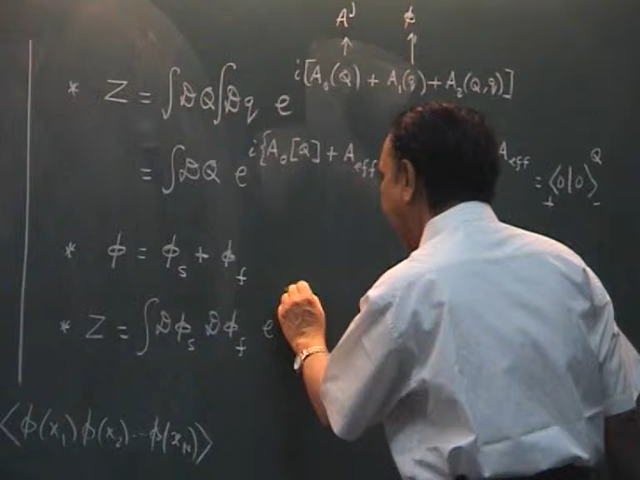 A^J ϕ
↑ ↑
* Z = ∫𝒟Q∫𝒟q e^{i[A_0(Q) + A_1(q) + A_2(Q,q)]}
= ∫𝒟Q e^{i{A_0[Q] + A_eff} A_eff = ₊⟨0|0⟩₋^Q
* ϕ = ϕ_s + ϕ_f
* Z = ∫𝒟ϕ_s 𝒟ϕ_f e
⟨ϕ(x_1)ϕ(x_2)--ϕ(x_n)⟩